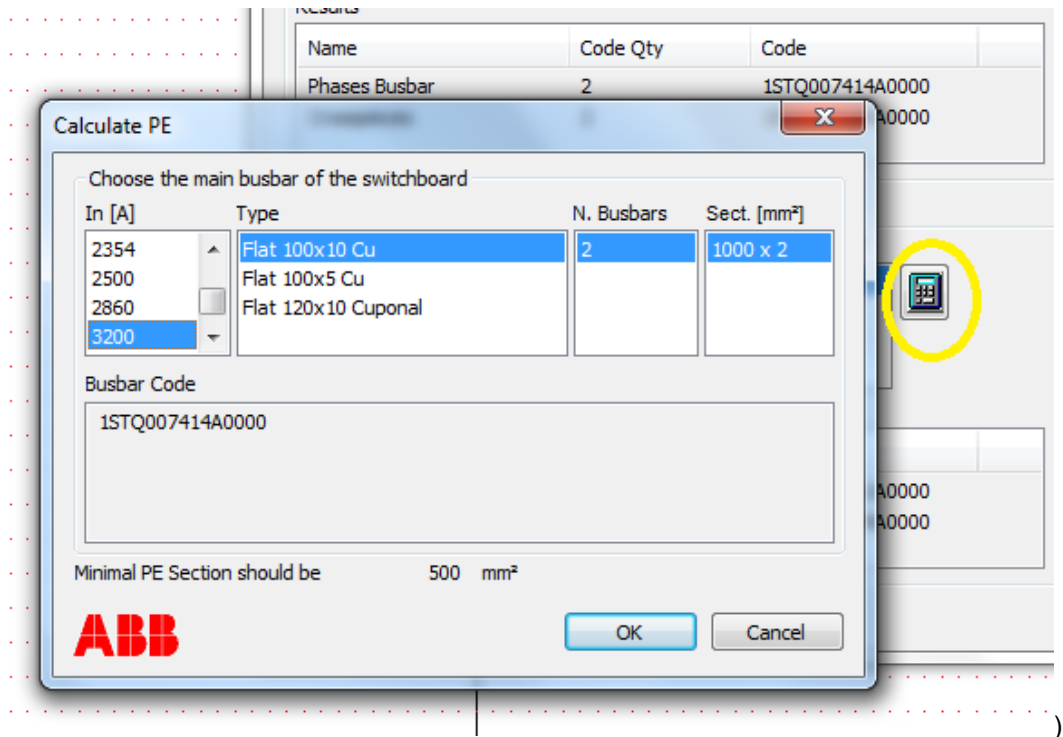 Results
Name Code Qty Code
Phases Busbar 2 1STQ007414A0000
A0000
Calculate PE
Choose the main busbar of the switchboard
In [A] Type N. Busbars Sect. [mm²]
2354 Flat 100x10 Cu 2 1000 x 2
2500 Flat 100x5 Cu
2860 Flat 120x10 Cuponal
3200
Busbar Code
1STQ007414A0000
A0000
A0000
Minimal PE Section should be 500 mm²
ABB
OK Cancel
)